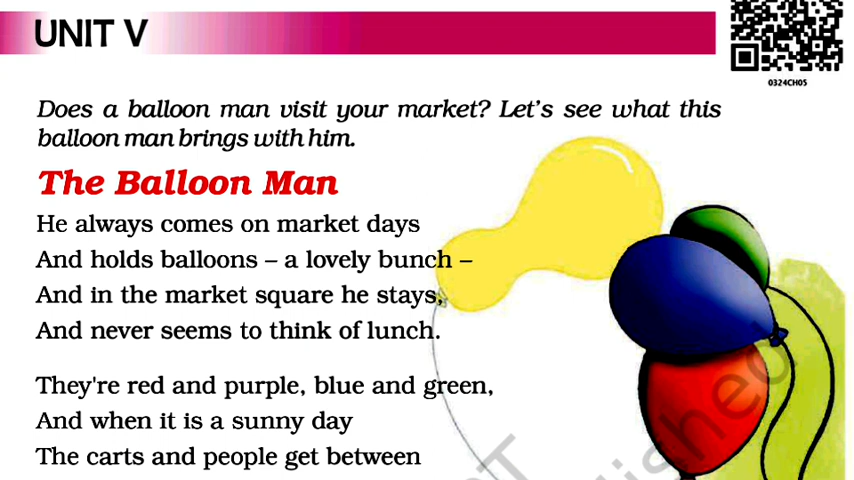 UNIT V
0324CH05
Does a balloon man visit your market? Let's see what this
balloon man brings with him.
The Balloon Man
He always comes on market days
And holds balloons – a lovely bunch –
And in the market square he stays,
And never seems to think of lunch.
They're red and purple, blue and green,
And when it is a sunny day
The carts and people get between